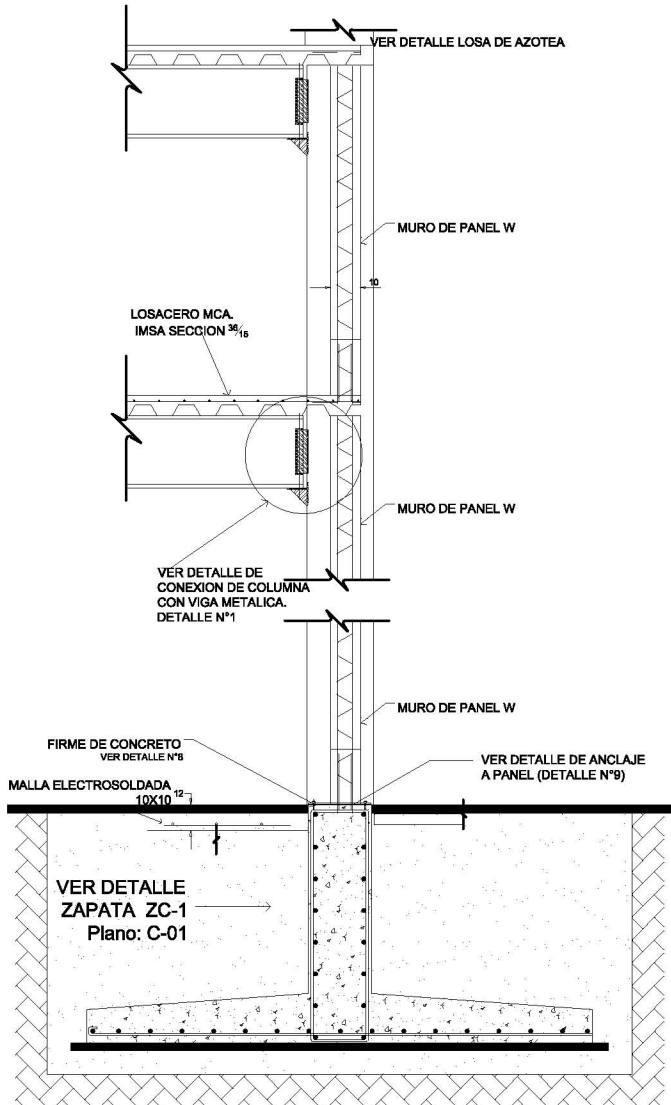 VER DETALLE LOSA DE AZOTEA
MURO DE PANEL W
10
LOSACERO MCA.
IMSA SECCION 36/15
MURO DE PANEL W
VER DETALLE DE
CONEXION DE COLUMNA
CON VIGA METALICA.
DETALLE N°1
MURO DE PANEL W
FIRME DE CONCRETO
VER DETALLE N°8
VER DETALLE DE ANCLAJE
A PANEL (DETALLE N°9)
MALLA ELECTROSOLDADA
10X10
12
VER DETALLE
ZAPATA ZC-1
Plano: C-01